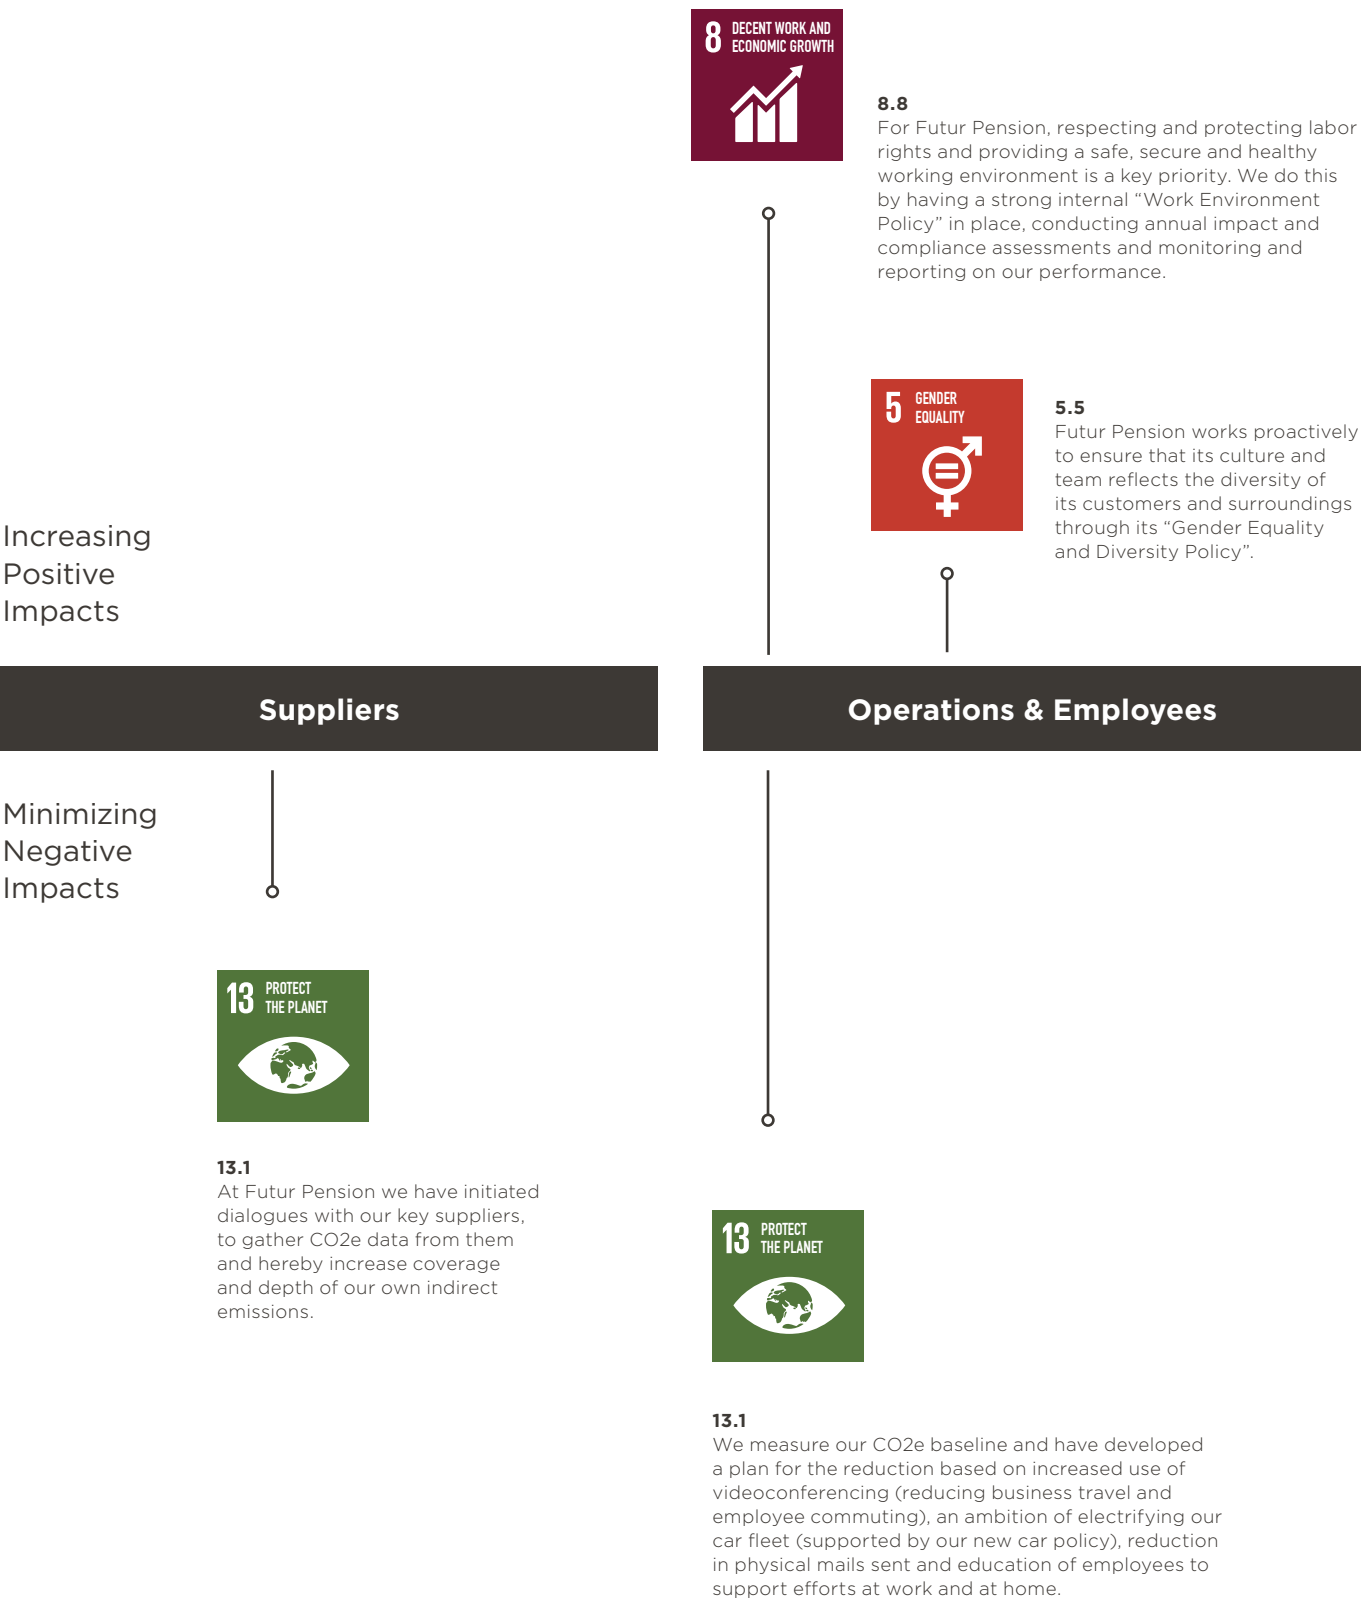 8 DECENT WORK AND
ECONOMIC GROWTH
8.8
For Futur Pension, respecting and protecting labor
rights and providing a safe, secure and healthy
working environment is a key priority. We do this
by having a strong internal “Work Environment
Policy” in place, conducting annual impact and
compliance assessments and monitoring and
reporting on our performance.
5 GENDER
EQUALITY
5.5
Futur Pension works proactively
to ensure that its culture and
team reflects the diversity of
its customers and surroundings
through its “Gender Equality
and Diversity Policy”.
Increasing
Positive
Impacts
Suppliers
Operations & Employees
Minimizing
Negative
Impacts
13 PROTECT
THE PLANET
13.1
At Futur Pension we have initiated
dialogues with our key suppliers,
to gather CO2e data from them
and hereby increase coverage
and depth of our own indirect
emissions.
13 PROTECT
THE PLANET
13.1
We measure our CO2e baseline and have developed
a plan for the reduction based on increased use of
videoconferencing (reducing business travel and
employee commuting), an ambition of electrifying our
car fleet (supported by our new car policy), reduction
in physical mails sent and education of employees to
support efforts at work and at home.